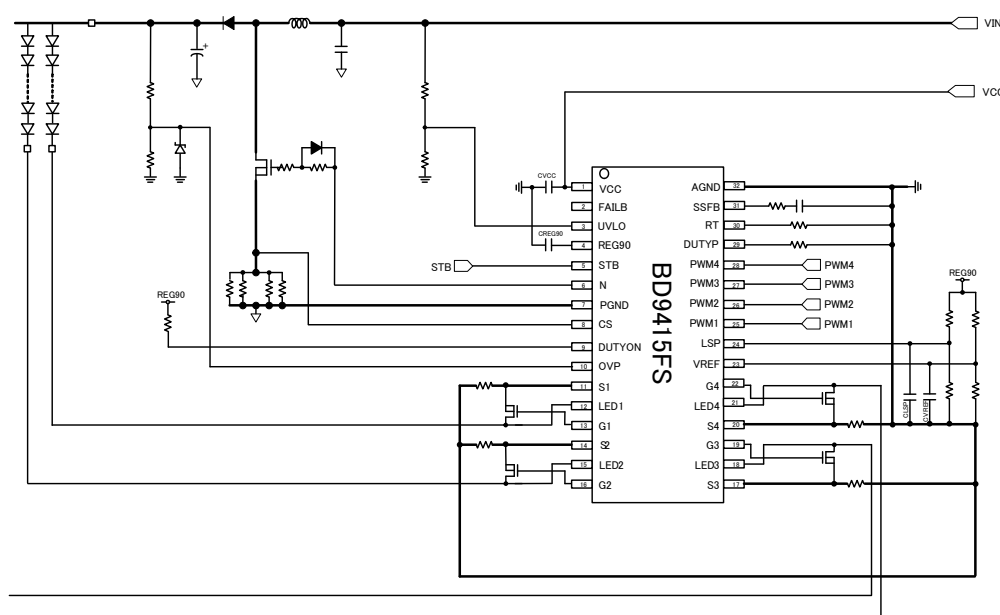 VIN
VCC
CVCC
1
VCC
2
FAILB
3
UVLO
CREG90
4
REG90
STB
5
STB
6
N
7
PGND
8
CS
REG90
9
DUTYON
10
OVP
11
S1
12
LED1
13
G1
14
S2
15
LED2
16
G2
BD9415FS
AGND
32
SSFB
31
RT
30
DUTYP
29
PWM4
28
PWM4
PWM3
27
PWM3
PWM2
26
PWM2
PWM1
25
PWM1
REG90
LSP
24
VREF
23
CLSP
CVREF
G4
22
LED4
21
S4
20
G3
19
LED3
18
S3
17